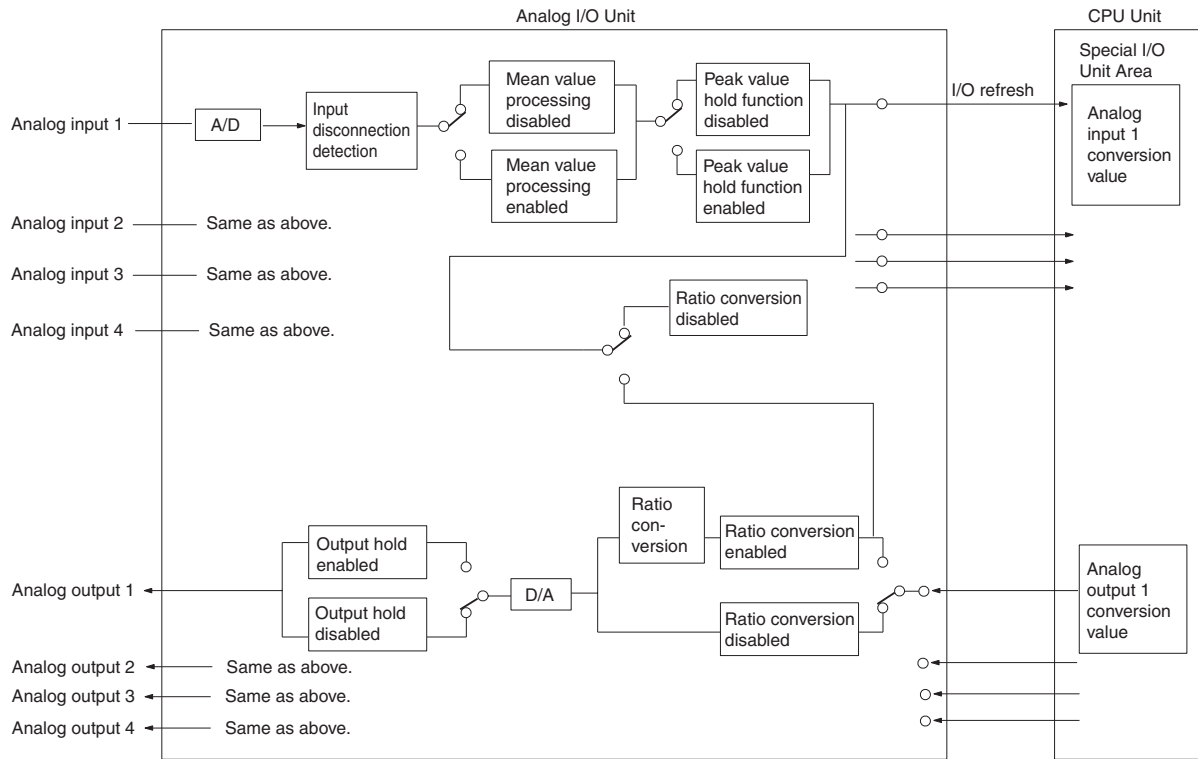 Analog I/O Unit
CPU Unit
Special I/O
Unit Area
Analog input 1
A/D
Input
disconnection
detection
Mean value
processing
disabled
Mean value
processing
enabled
Peak value
hold function
disabled
Peak value
hold function
enabled
I/O refresh
Analog
input 1
conversion
value
Analog input 2
Same as above.
Analog input 3
Same as above.
Analog input 4
Same as above.
Ratio conversion
disabled
Analog output 1
Output hold
enabled
Output hold
disabled
D/A
Ratio
con-
version
Ratio conversion
enabled
Ratio conversion
disabled
Analog
output 1
conversion
value
Analog output 2
Same as above.
Analog output 3
Same as above.
Analog output 4
Same as above.